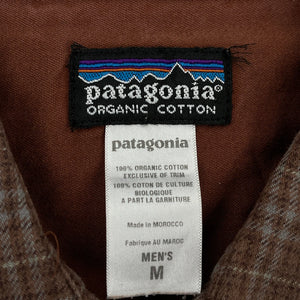 patagonia®
ORGANIC COTTON
patagonia
100% ORGANIC COTTON
EXCLUSIVE OF TRIM
100% COTON DE CULTURE
BIOLOGIQUE
A PART LA GARNITURE
Made in MOROCCO
Fabriqué AU MAROC
MEN'S
M